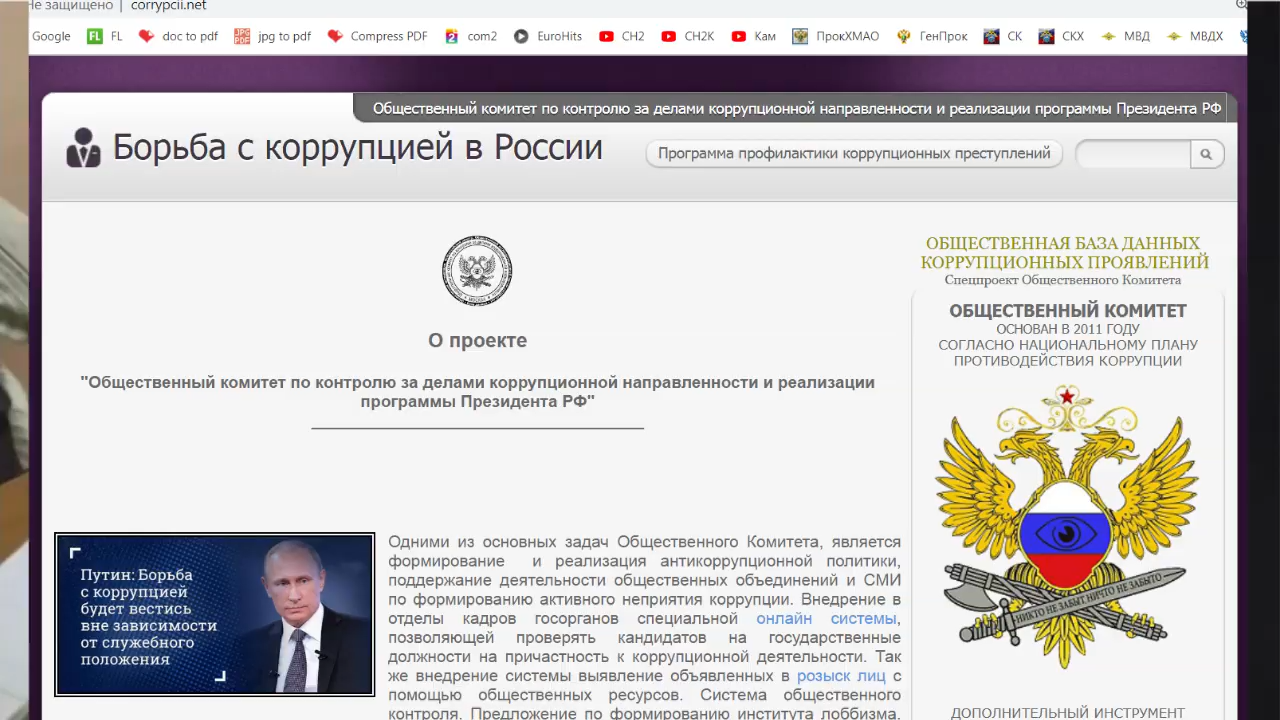 Не защищено | corrypcii.net
Google FL FL doc to pdf JPG PDF jpg to pdf Compress PDF 2 com2 EuroHits СН2 СН2К Кам ПрокХМАО ГенПрок СК СКХ МВД МВДХ
Общественный комитет по контролю за делами коррупционной направленности и реализации программы Президента РФ
Борьба с коррупцией в России
Программа профилактики коррупционных преступлений
ОБЩЕСТВЕННАЯ БАЗА ДАННЫХ
КОРРУПЦИОННЫХ ПРОЯВЛЕНИЙ
Спецпроект Общественного Комитета
ОБЩЕСТВЕННЫЙ КОМИТЕТ
ОСНОВАН В 2011 ГОДУ
СОГЛАСНО НАЦИОНАЛЬНОМУ ПЛАНУ
ПРОТИВОДЕЙСТВИЯ КОРРУПЦИИ
О проекте
"Общественный комитет по контролю за делами коррупционной направленности и реализации
программы Президента РФ"
Путин: Борьба
с коррупцией
будет вестись
вне зависимости
от служебного
положения
Одними из основных задач Общественного Комитета, является
формирование и реализация антикоррупционной политики,
поддержание деятельности общественных объединений и СМИ
по формированию активного неприятия коррупции. Внедрение в
отделы кадров госорганов специальной онлайн системы,
позволяющей проверять кандидатов на государственные
должности на причастность к коррупционной деятельности. Так
же внедрение системы выявление объявленных в розыск лиц с
помощью общественных ресурсов. Система общественного
контроля. Предложение по формированию института лоббизма.
НИКТО НЕ ЗАБЫТ НИЧТО НЕ ЗАБЫТО
ДОПОЛНИТЕЛЬНЫЙ ИНСТРУМЕНТ